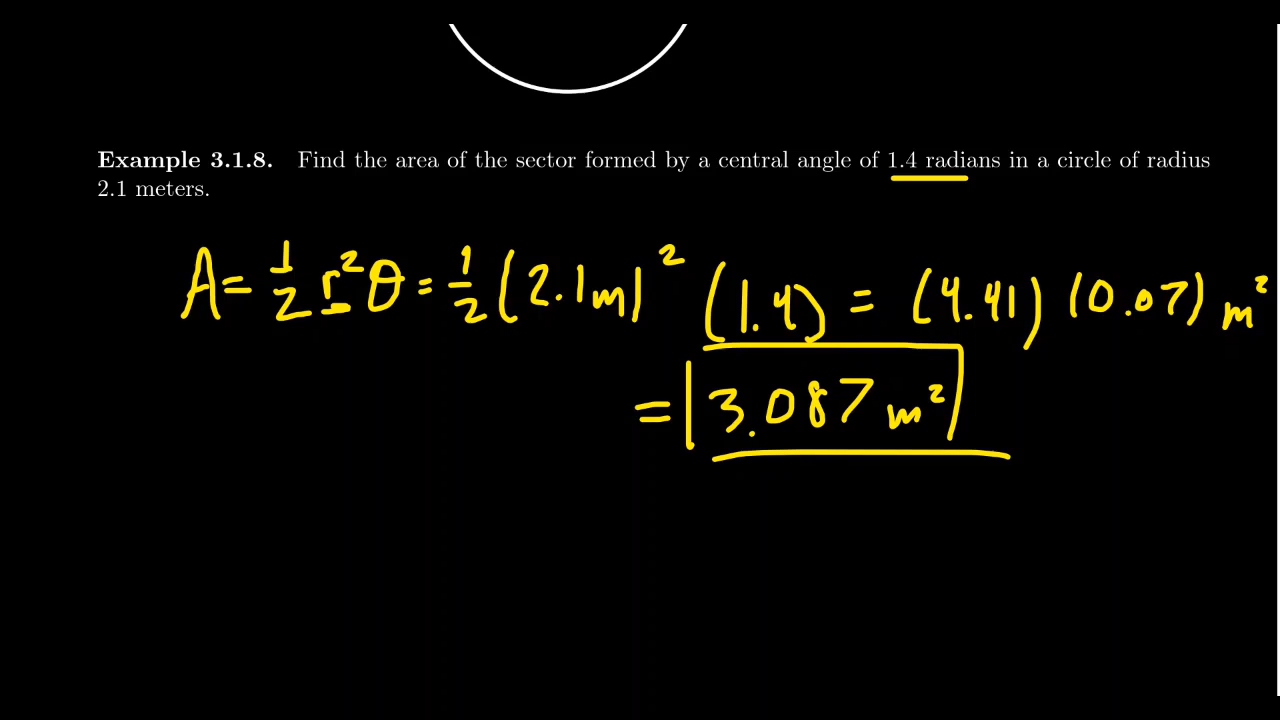 Example 3.1.8. Find the area of the sector formed by a central angle of 1.4 radians in a circle of radius
2.1 meters.
A = 1/2 r² θ = 1/2 (2.1m)² (1.4) = (4.41) (0.07) m²
= 3.087 m²